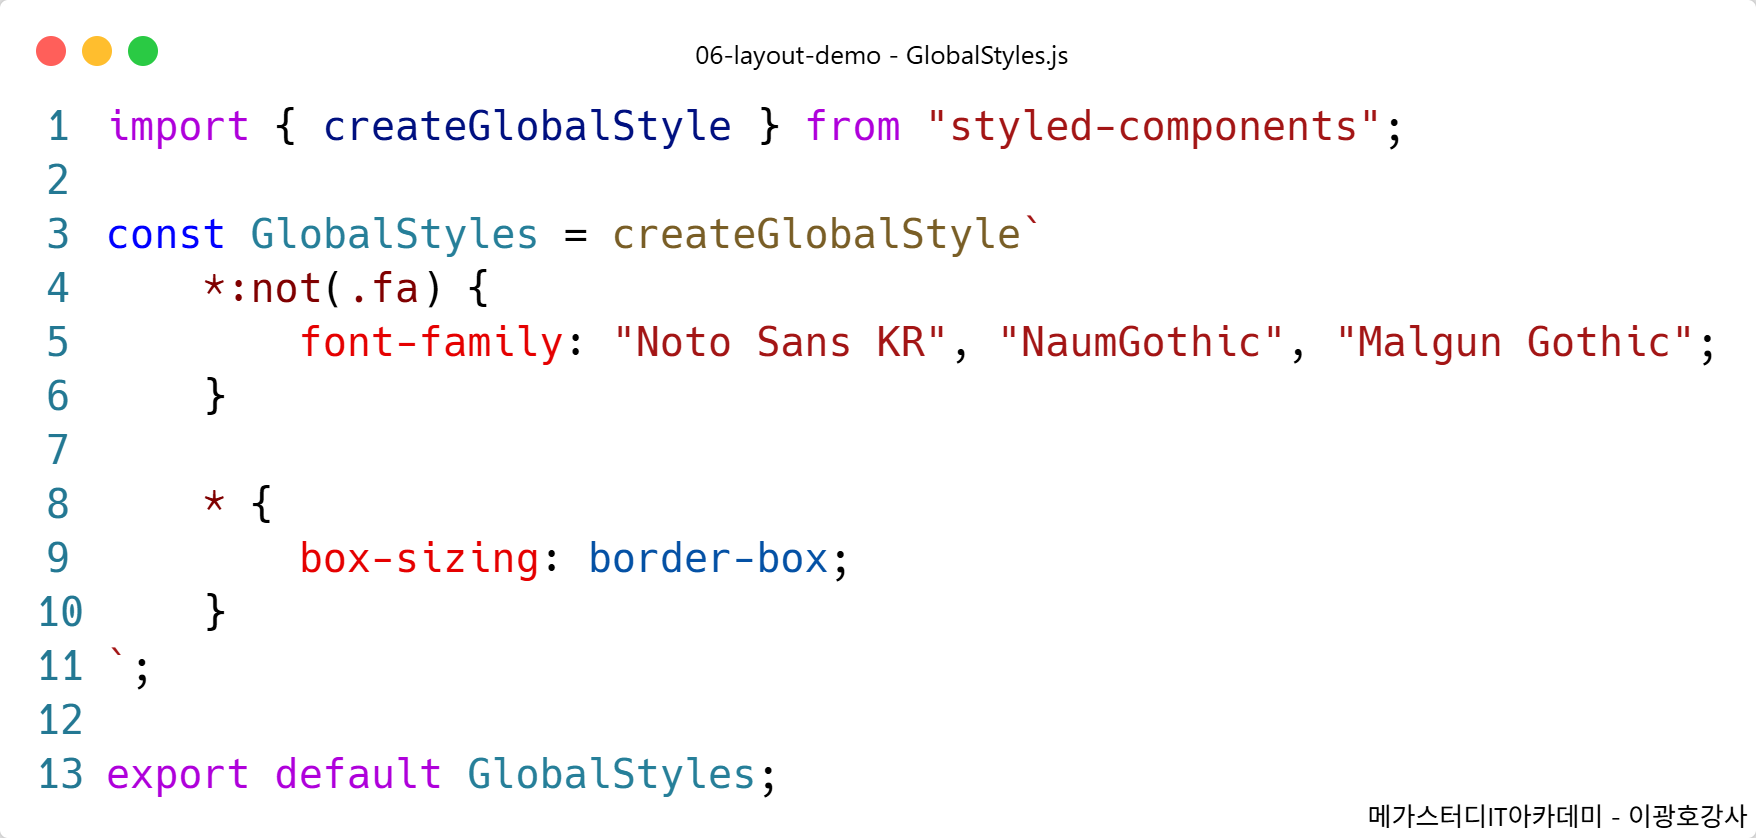 06-layout-demo - GlobalStyles.js
1 import { createGlobalStyle } from "styled-components";
2
3 const GlobalStyles = createGlobalStyle`
4     *:not(.fa) {
5         font-family: "Noto Sans KR", "NaumGothic", "Malgun Gothic";
6     }
7
8     * {
9         box-sizing: border-box;
10     }
11 `;
12
13 export default GlobalStyles;
메가스터디IT아카데미 - 이광호강사